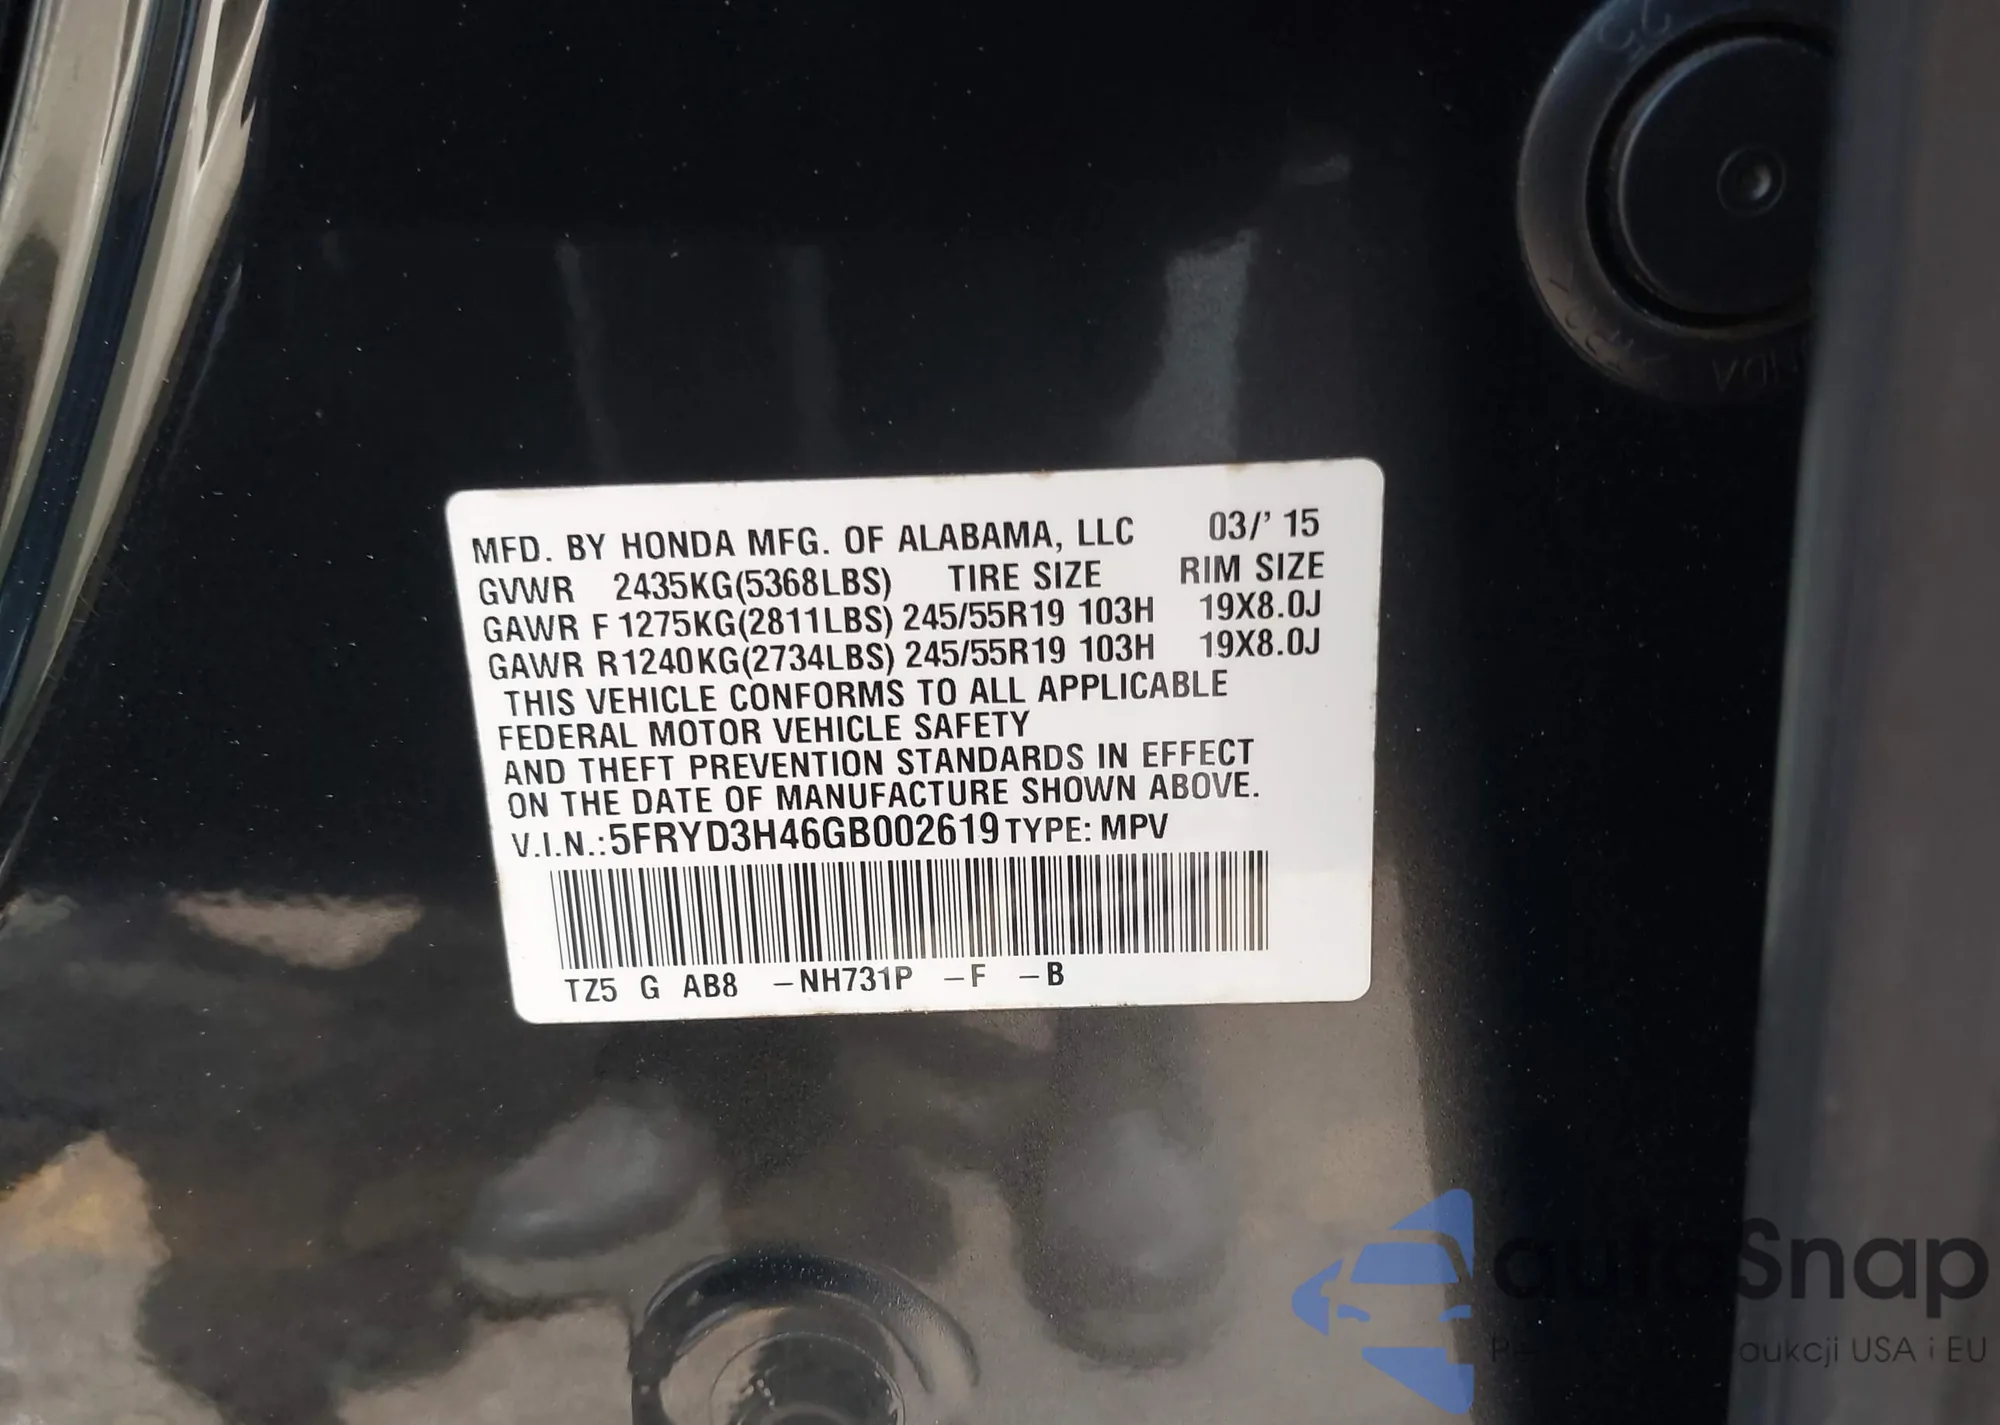 25
MFD. BY HONDA MFG. OF ALABAMA, LLC 03/' 15
GVWR 2435KG(5368LBS) TIRE SIZE RIM SIZE
GAWR F 1275KG(2811LBS) 245/55R19 103H 19X8.0J
GAWR R1240KG(2734LBS) 245/55R19 103H 19X8.0J
THIS VEHICLE CONFORMS TO ALL APPLICABLE
FEDERAL MOTOR VEHICLE SAFETY
AND THEFT PREVENTION STANDARDS IN EFFECT
ON THE DATE OF MANUFACTURE SHOWN ABOVE.
V.I.N.:5FRYD3H46GB002619 TYPE: MPV
TZ5 G AB8 –NH731P –F –B
autoSnap
USA i EU